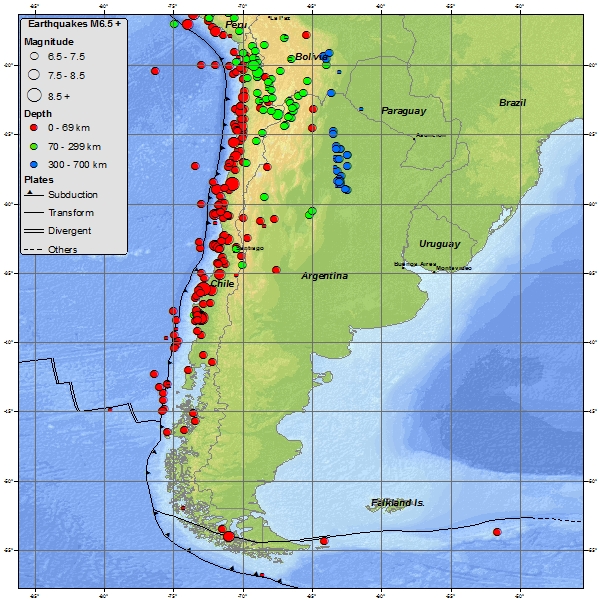 Earthquakes M6.5 +
Magnitude
6.5 - 7.5
7.5 - 8.5
8.5 +
Depth
0 - 69 km
70 - 299 km
300 - 700 km
Plates
Subduction
Transform
Divergent
Others
Peru
La Paz
Bolivia
Brazil
Paraguay
Asuncion
Uruguay
Santiago
Buenos Aires
Montevideo
Argentina
Chile
Falkland Is.